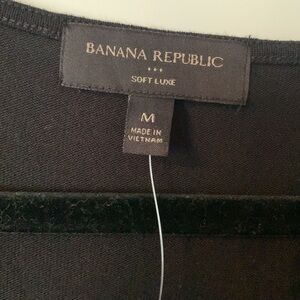 BANANA REPUBLIC
SOFT LUXE
M
MADE IN
VIETNAM